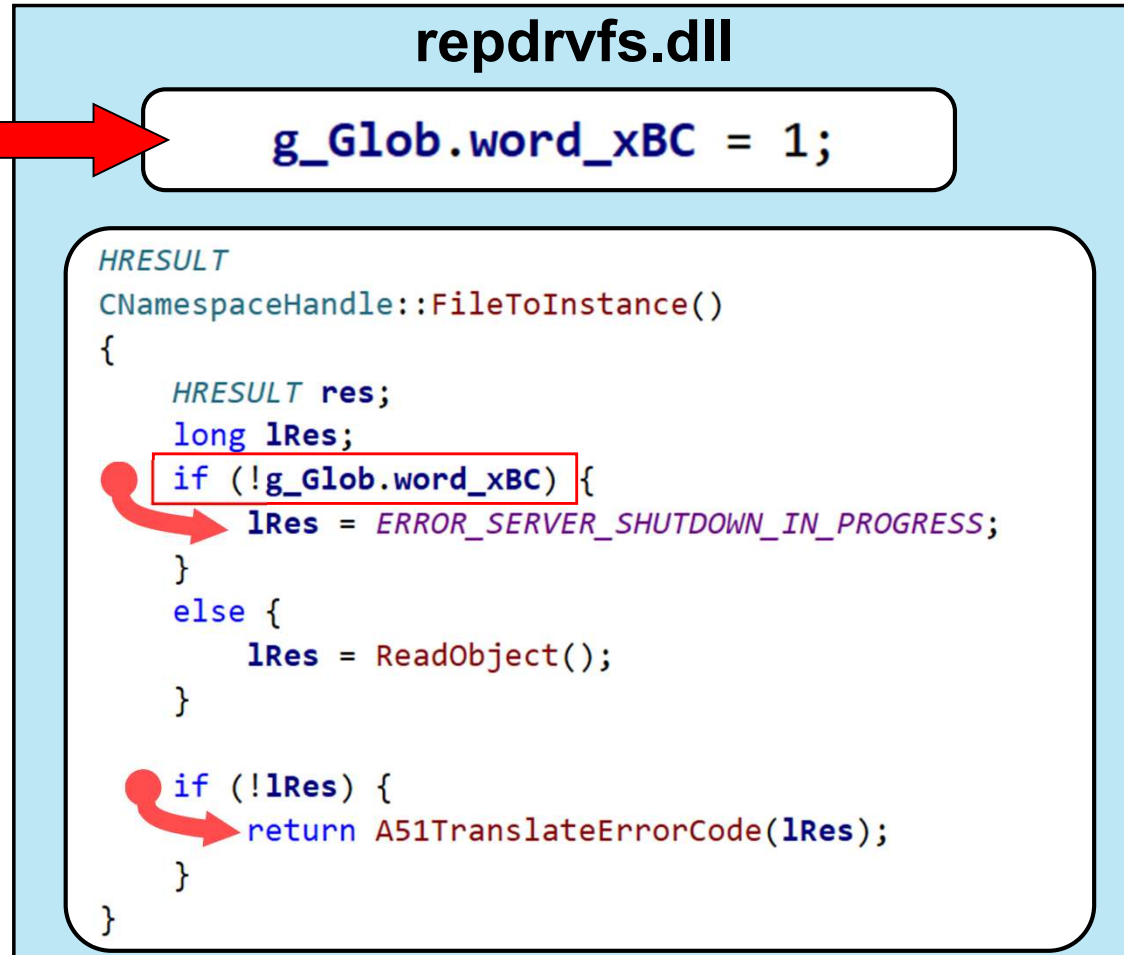 repdrvfs.dll
g_Glob.word_xBC = 1;
HRESULT
CNamespaceHandle::FileToInstance()
{
    HRESULT res;
    long lRes;
    if (!g_Glob.word_xBC) {
        lRes = ERROR_SERVER_SHUTDOWN_IN_PROGRESS;
    }
    else {
        lRes = ReadObject();
    }
    if (!lRes) {
        return A51TranslateErrorCode(lRes);
    }
}